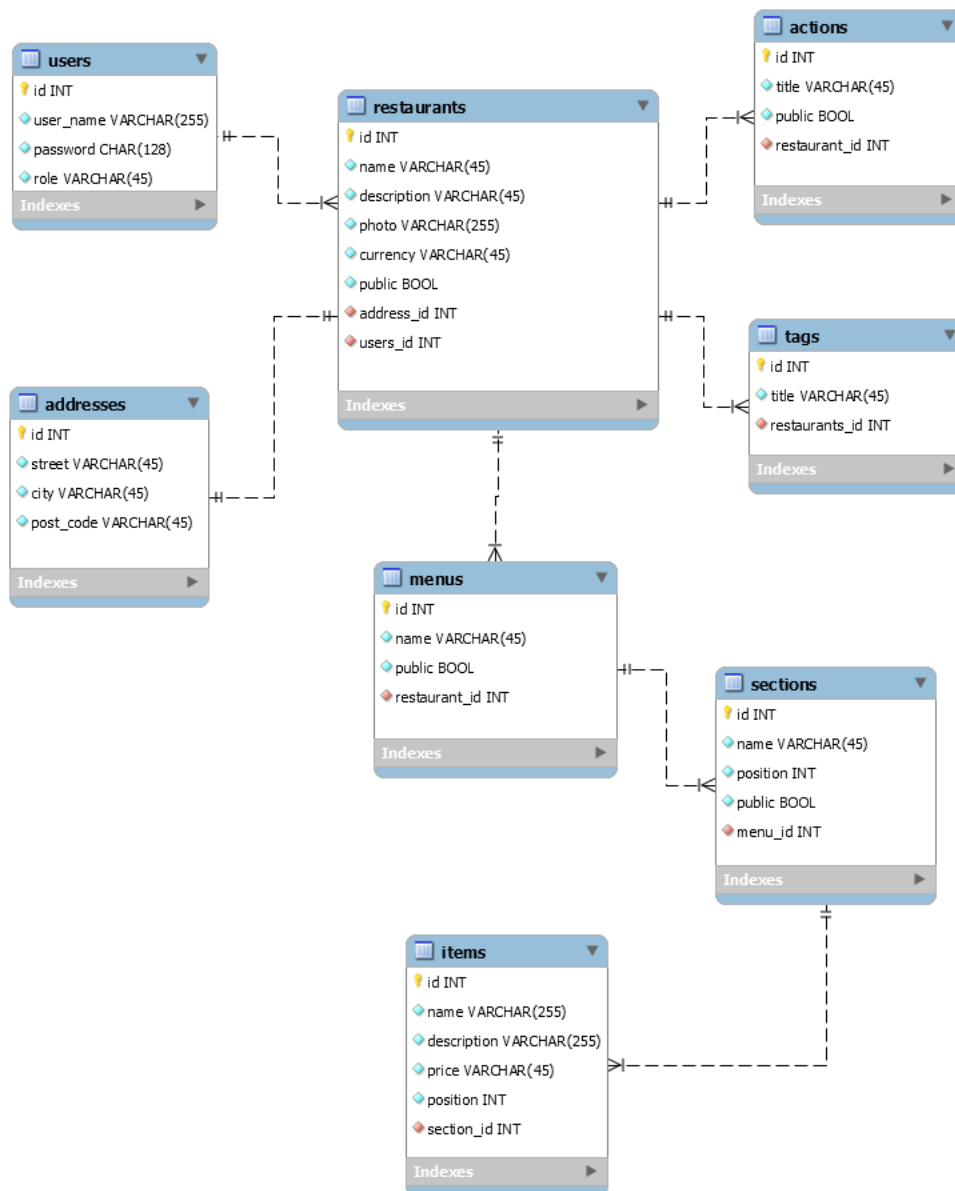 users
id INT
user_name VARCHAR(255)
password CHAR(128)
role VARCHAR(45)
Indexes
restaurants
id INT
name VARCHAR(45)
description VARCHAR(45)
photo VARCHAR(255)
currency VARCHAR(45)
public BOOL
address_id INT
users_id INT
Indexes
actions
id INT
title VARCHAR(45)
public BOOL
restaurant_id INT
Indexes
tags
id INT
title VARCHAR(45)
restaurants_id INT
Indexes
addresses
id INT
street VARCHAR(45)
city VARCHAR(45)
post_code VARCHAR(45)
Indexes
menus
id INT
name VARCHAR(45)
public BOOL
restaurant_id INT
Indexes
sections
id INT
name VARCHAR(45)
position INT
public BOOL
menu_id INT
Indexes
items
id INT
name VARCHAR(255)
description VARCHAR(255)
price VARCHAR(45)
position INT
section_id INT
Indexes